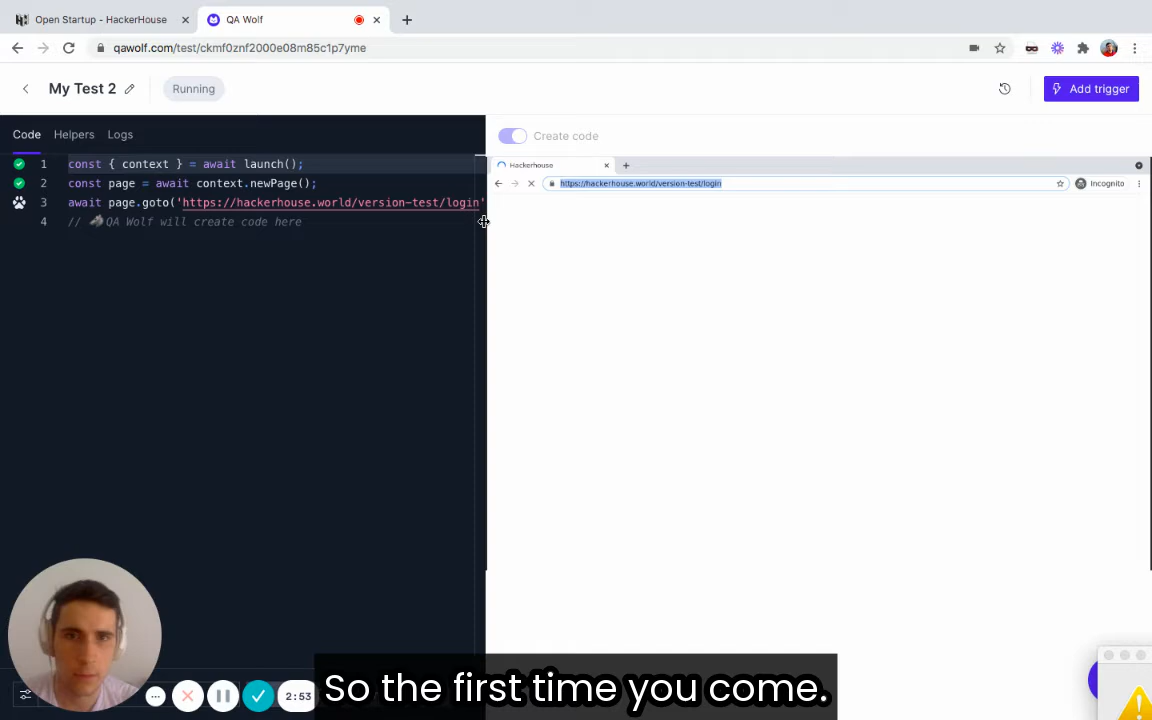 Open Startup - HackerHouse
QA Wolf
qawolf.com/test/ckmf0znf2000e08m85c1p7yme
My Test 2
Running
Add trigger
Code
Helpers
Logs
Create code
1 const { context } = await launch();
2 const page = await context.newPage();
3 await page.goto('https://hackerhouse.world/version-test/login'
4 // QA Wolf will create code here
Hackerhouse
https://hackerhouse.world/version-test/login
Incognito
2:53
So the first time you come.